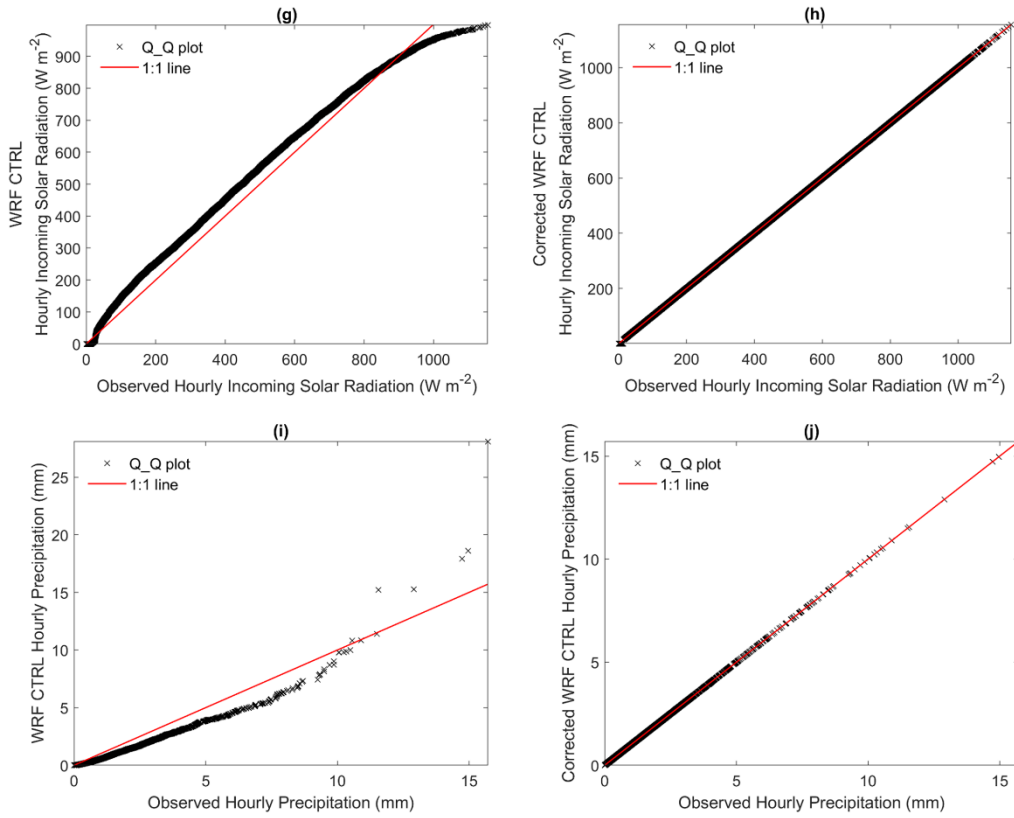 (g)
Q_Q plot
1:1 line
WRF CTRL
Hourly Incoming Solar Radiation (W m-2)
900
800
700
600
500
400
300
200
100
0
0 200 400 600 800 1000
Observed Hourly Incoming Solar Radiation (W m-2)
(h)
Q_Q plot
1:1 line
Corrected WRF CTRL
Hourly Incoming Solar Radiation (W m-2)
1000
800
600
400
200
0 200 400 600 800 1000
Observed Hourly Incoming Solar Radiation (W m-2)
(i)
Q_Q plot
1:1 line
WRF CTRL Hourly Precipitation (mm)
25
20
15
10
5
0
0 5 10 15
Observed Hourly Precipitation (mm)
(j)
Q_Q plot
1:1 line
Corrected WRF CTRL Hourly Precipitation (mm)
15
10
5
0
0 5 10 15
Observed Hourly Precipitation (mm)